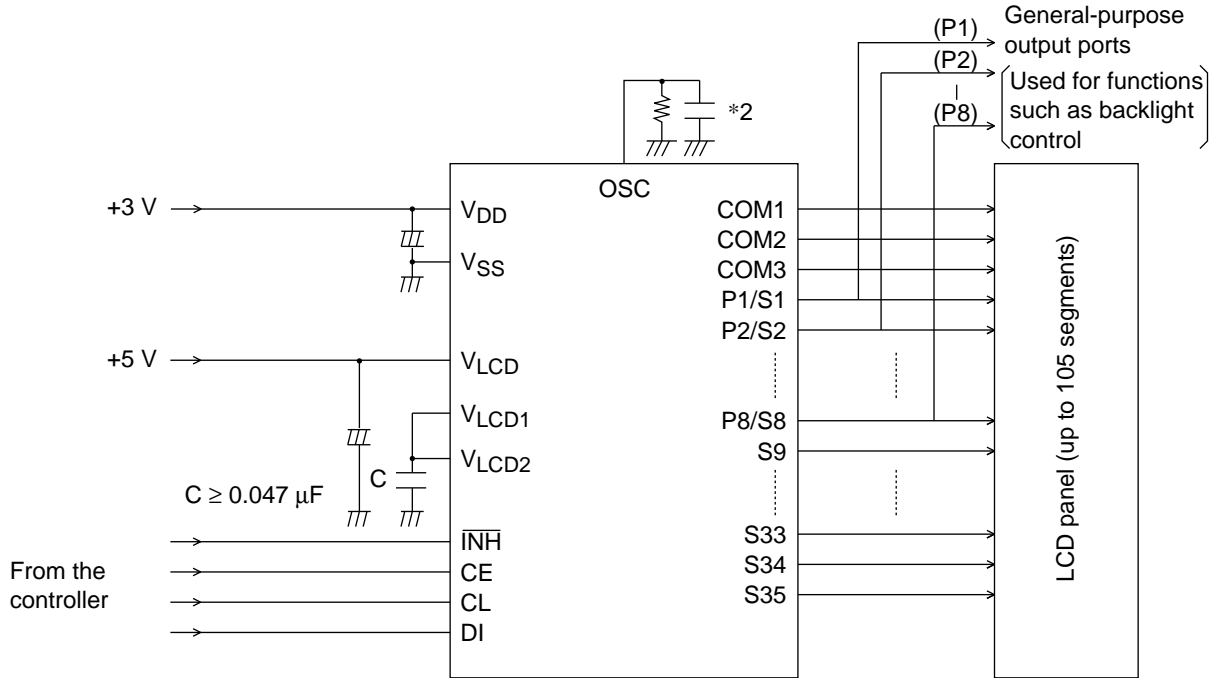 (P1)
General-purpose
output ports
(P2)
(P8)
Used for functions
such as backlight
control
*2
OSC
+3 V
VDD
VSS
+5 V
VLCD
VLCD1
VLCD2
C
C ≥ 0.047 μF
From the
controller
INH
CE
CL
DI
COM1
COM2
COM3
P1/S1
P2/S2
P8/S8
S9
S33
S34
S35
LCD panel (up to 105 segments)